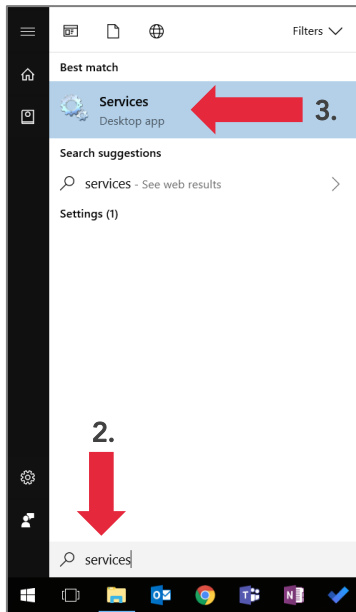 Filters
Best match
Services
Desktop app
3.
Search suggestions
services - See web results
Settings (1)
2.
services